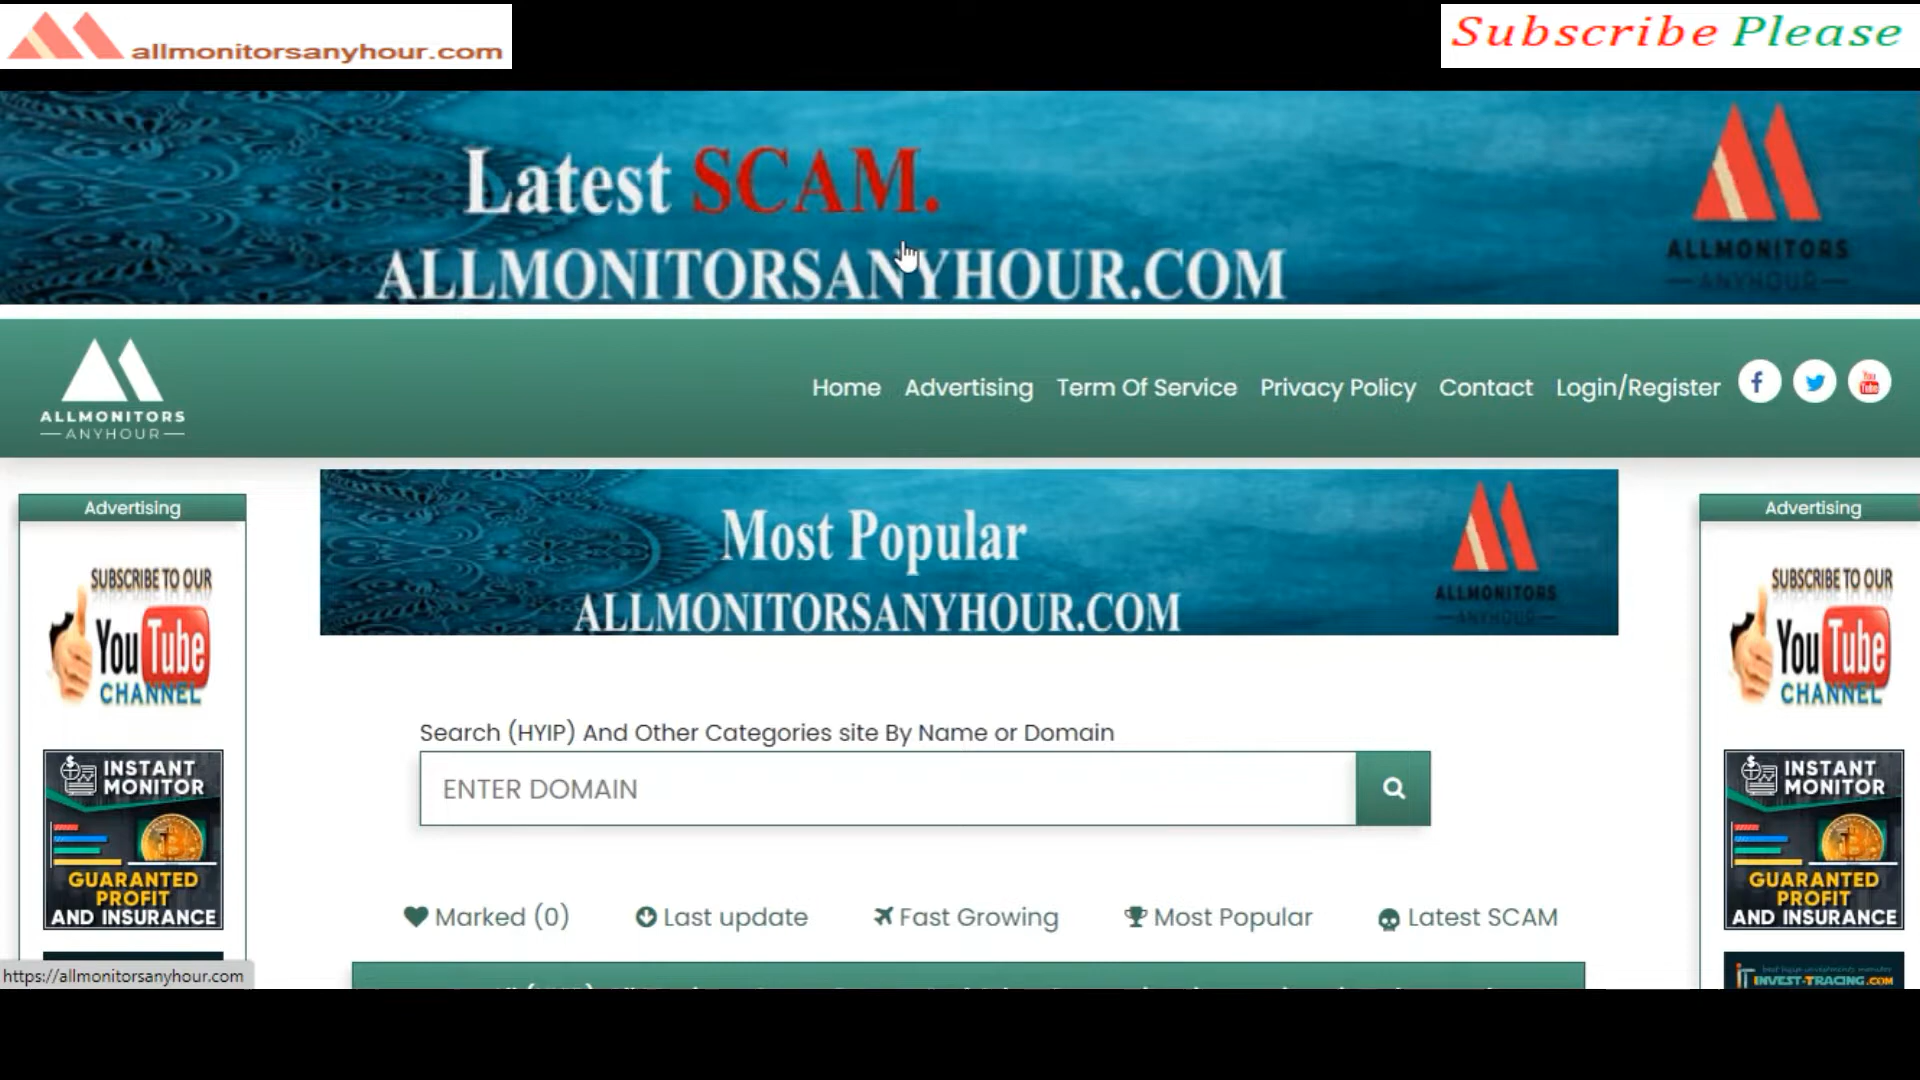 allmonitorsanyhour.com
Subscribe Please
Latest SCAM.
ALLMONITORSANYHOUR.COM
ALLMONITORS
ANYHOUR
ALLMONITORS
ANYHOUR
Home Advertising Term Of Service Privacy Policy Contact Login/Register
You Tube
Advertising
SUBSCRIBE TO OUR
YouTube
CHANNEL
INSTANT
MONITOR
GUARANTED
PROFIT
AND INSURANCE
Most Popular
ALLMONITORSANYHOUR.COM
ALLMONITORS
ANYHOUR
Search (HYIP) And Other Categories site By Name or Domain
ENTER DOMAIN
Marked (0) Last update Fast Growing Most Popular Latest SCAM
Advertising
SUBSCRIBE TO OUR
YouTube
CHANNEL
INSTANT
MONITOR
GUARANTED
PROFIT
AND INSURANCE
INVEST-TRACING.COM
https://allmonitorsanyhour.com